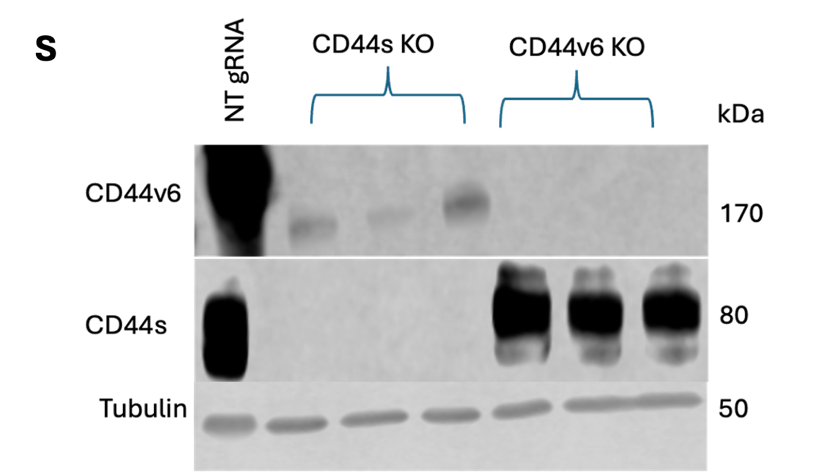 S
NT gRNA
CD44s KO
CD44v6 KO
kDa
CD44v6
170
CD44s
80
Tubulin
50